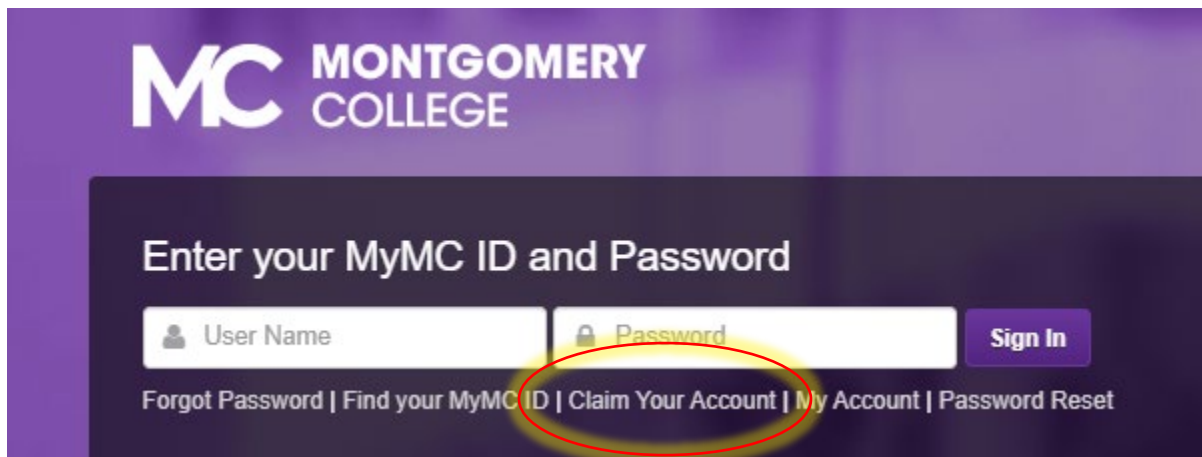 MC MONTGOMERY
COLLEGE
Enter your MyMC ID and Password
User Name Password Sign In
Forgot Password | Find your MyMC ID | Claim Your Account | My Account | Password Reset